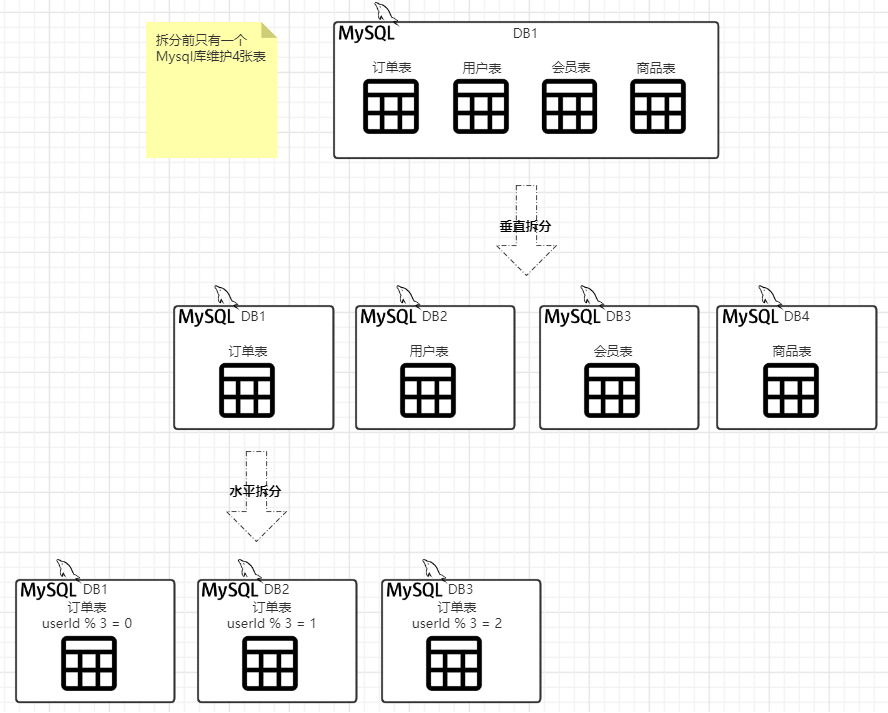 拆分前只有一个
Mysql库维护4张表
MySQL DB1
订单表 用户表 会员表 商品表
垂直拆分
MySQL DB1
订单表
MySQL DB2
用户表
MySQL DB3
会员表
MySQL DB4
商品表
水平拆分
MySQL DB1
订单表
userId % 3 = 0
MySQL DB2
订单表
userId % 3 = 1
MySQL DB3
订单表
userId % 3 = 2